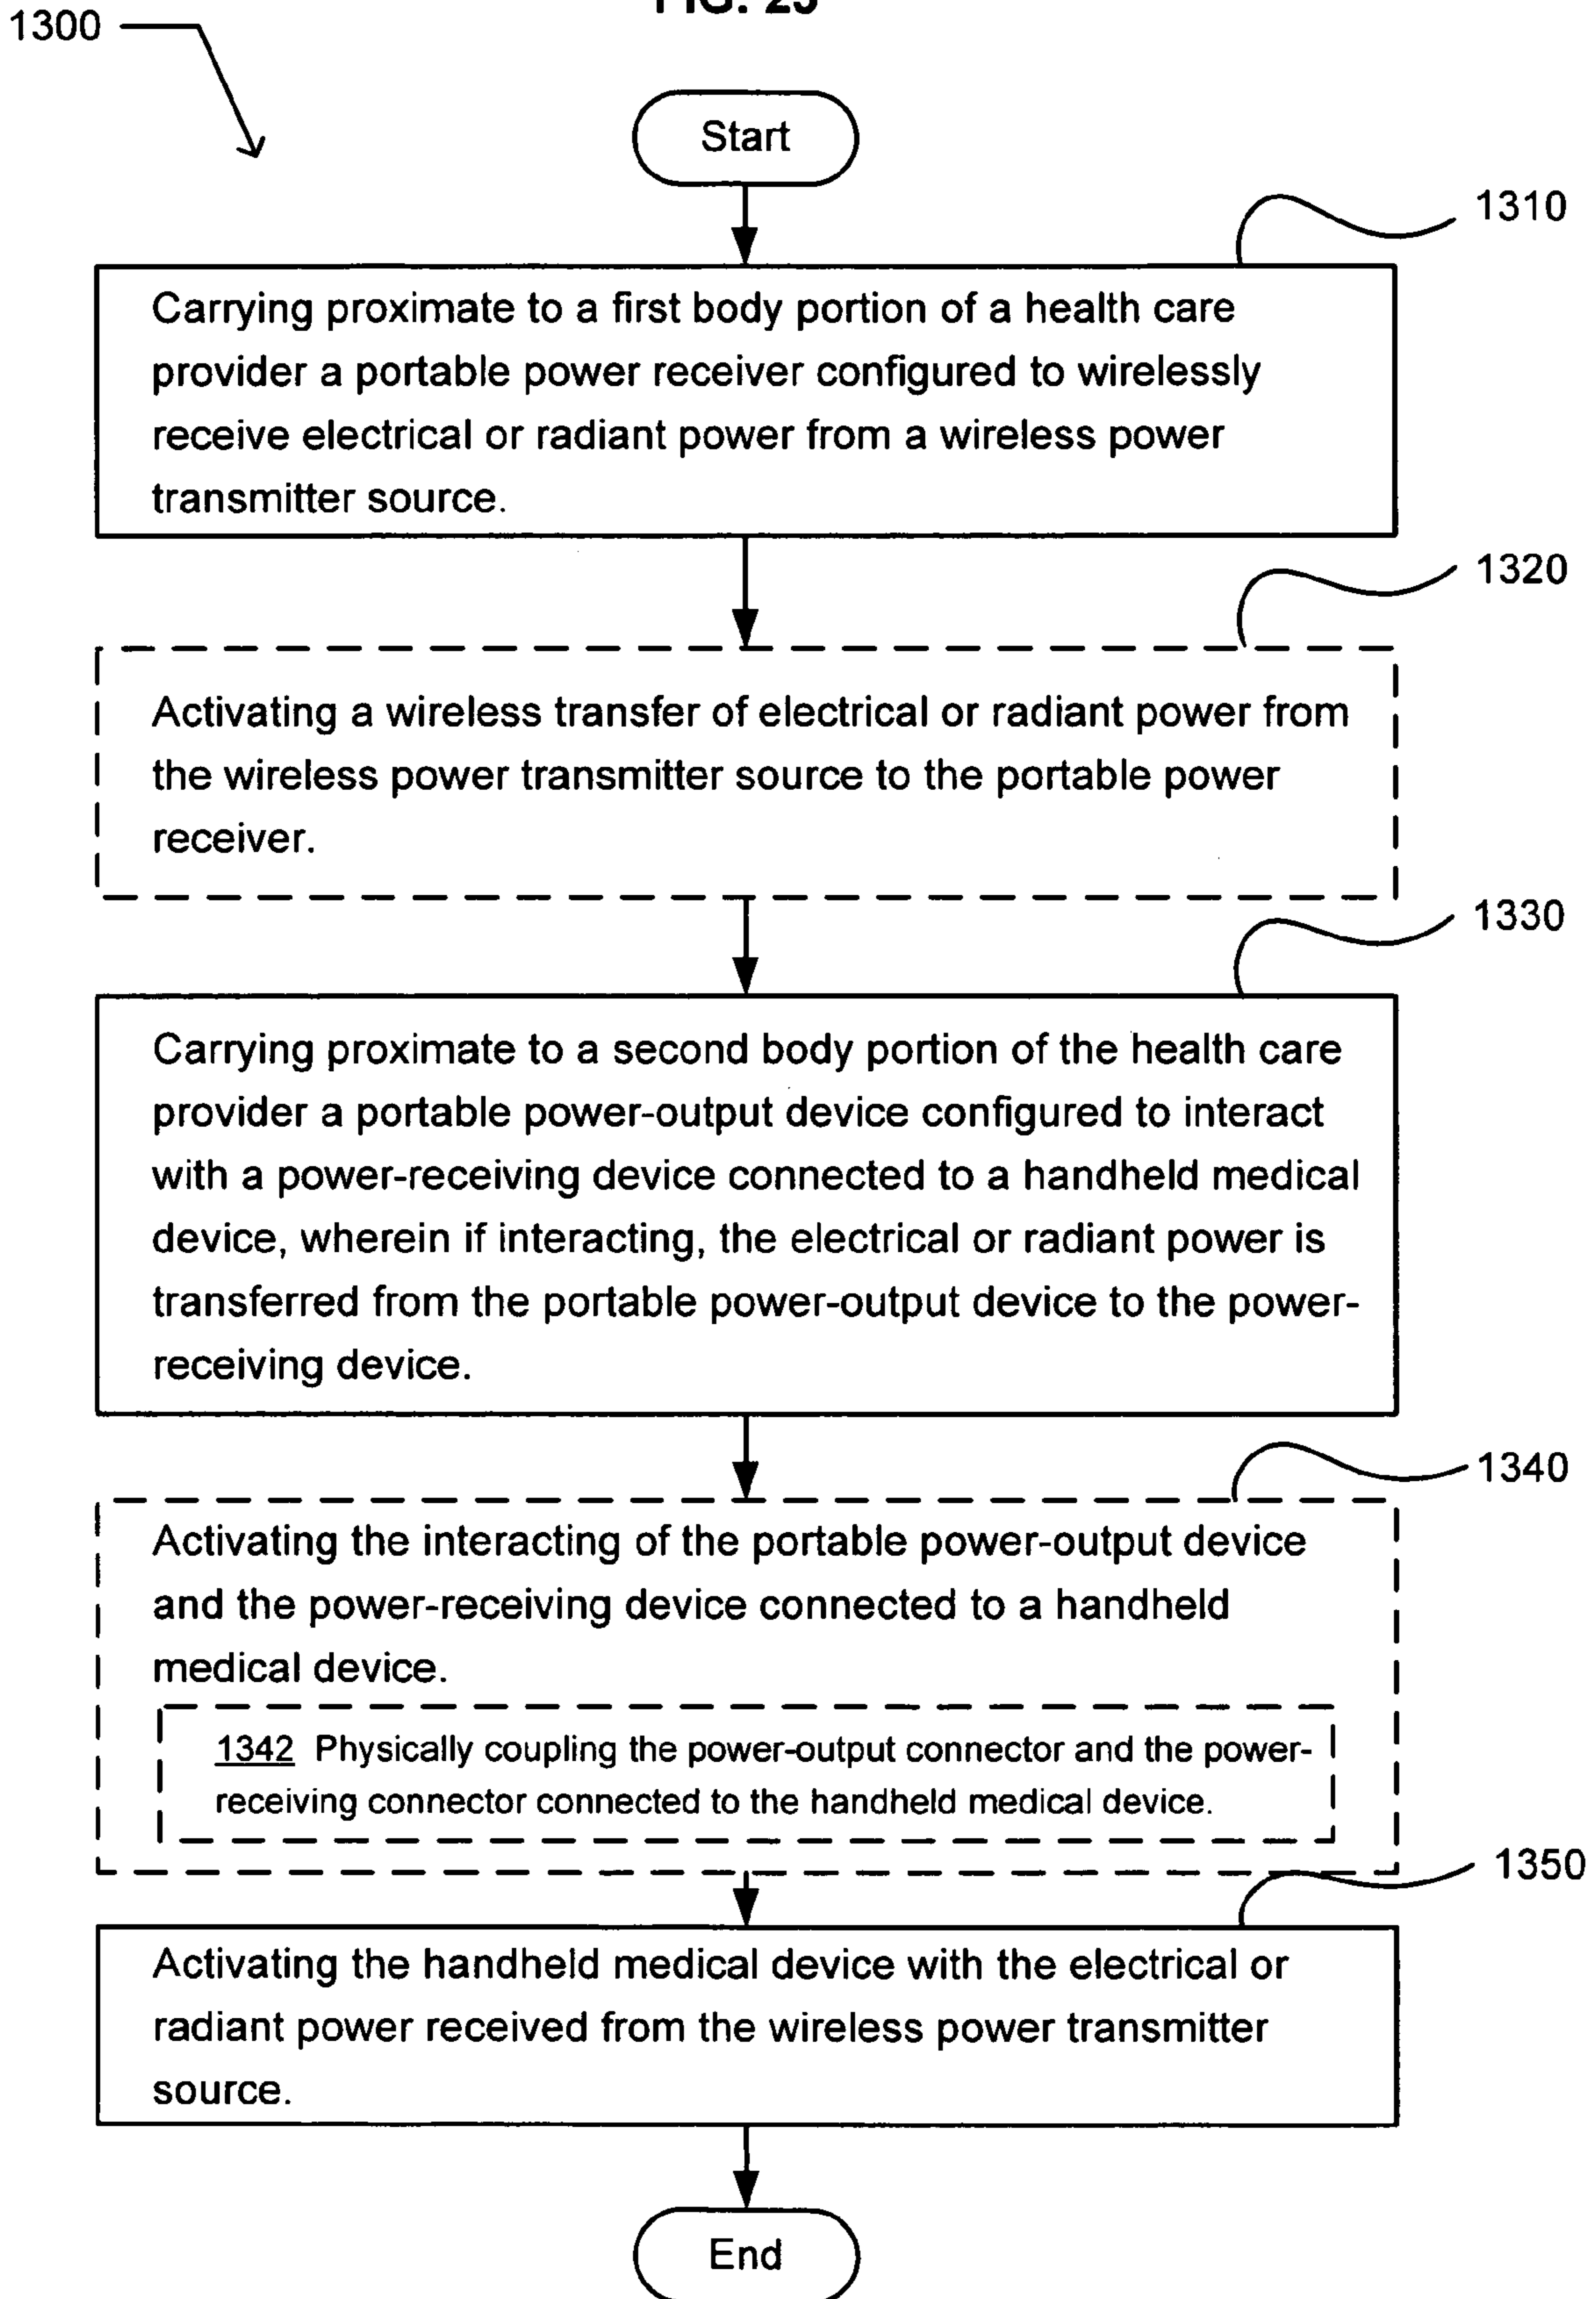 FIG. 23
1300
Start
1310
Carrying proximate to a first body portion of a health care
provider a portable power receiver configured to wirelessly
receive electrical or radiant power from a wireless power
transmitter source.
1320
Activating a wireless transfer of electrical or radiant power from
the wireless power transmitter source to the portable power
receiver.
1330
Carrying proximate to a second body portion of the health care
provider a portable power-output device configured to interact
with a power-receiving device connected to a handheld medical
device, wherein if interacting, the electrical or radiant power is
transferred from the portable power-output device to the power-
receiving device.
1340
Activating the interacting of the portable power-output device
and the power-receiving device connected to a handheld
medical device.
1342 Physically coupling the power-output connector and the power-
receiving connector connected to the handheld medical device.
1350
Activating the handheld medical device with the electrical or
radiant power received from the wireless power transmitter
source.
End